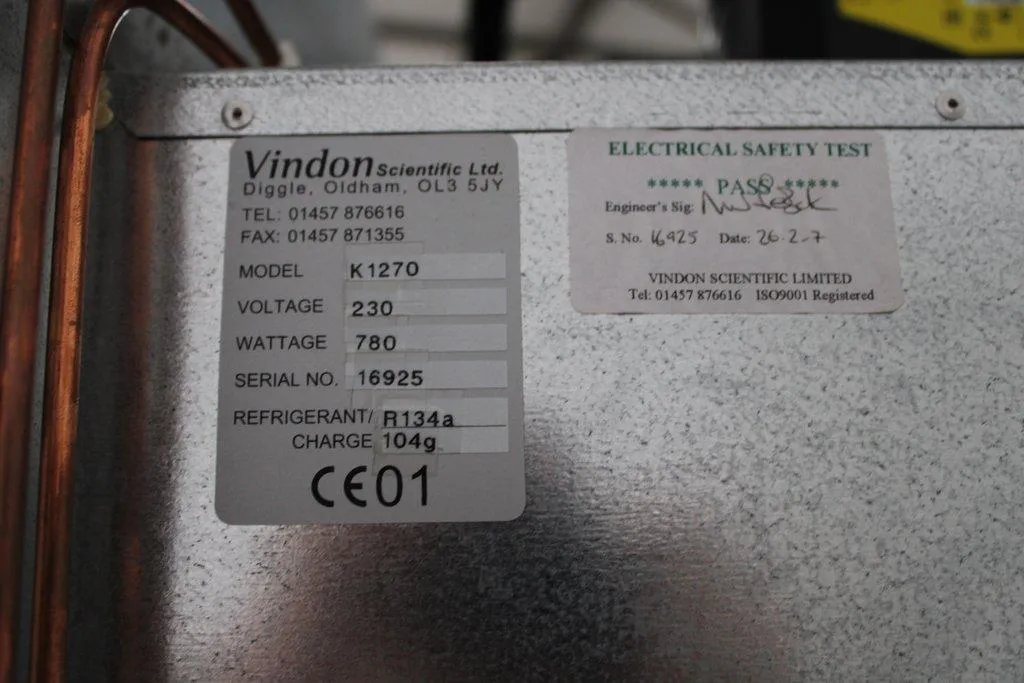 Vindon Scientific Ltd.
Diggle, Oldham, OL3 5JY
TEL: 01457 876616
FAX: 01457 871355
MODEL K1270
VOLTAGE 230
WATTAGE 780
SERIAL NO. 16925
REFRIGERANT/ R134a
CHARGE 104g
CE01
ELECTRICAL SAFETY TEST
***** PASS *****
Engineer's Sig:
S. No. 16925 Date: 26.2-7
VINDON SCIENTIFIC LIMITED
Tel: 01457 876616 ISO9001 Registered